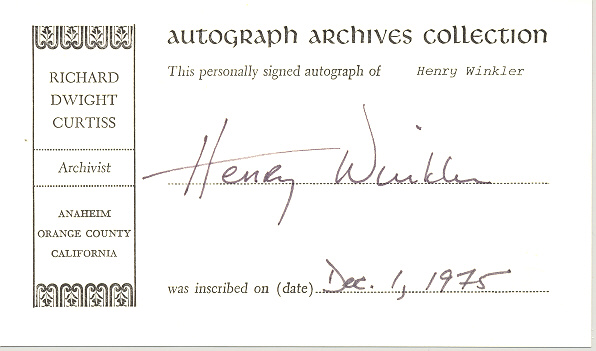 RICHARD
DWIGHT
CURTISS
Archivist
ANAHEIM
ORANGE COUNTY
CALIFORNIA
AUTOGRAPH ARCHIVES COLLECTION
This personally signed autograph of Henry Winkler
Henry Winkler
was inscribed on (date) Dec. 1, 1975